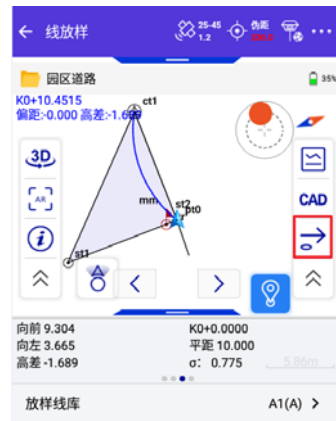 线放样
25-45
1.2
伪距
园区道路
35%
K0+10.4515
偏距:-0.000 高差:-1.6
ct1
3D
AR
CAD
mm
st2
pt0
st1
向前 9.304
K0+0.0000
向左 3.665
平距 10.000
高差 -1.689
σ: 0.775
5.86m
放样线库
A1(A)